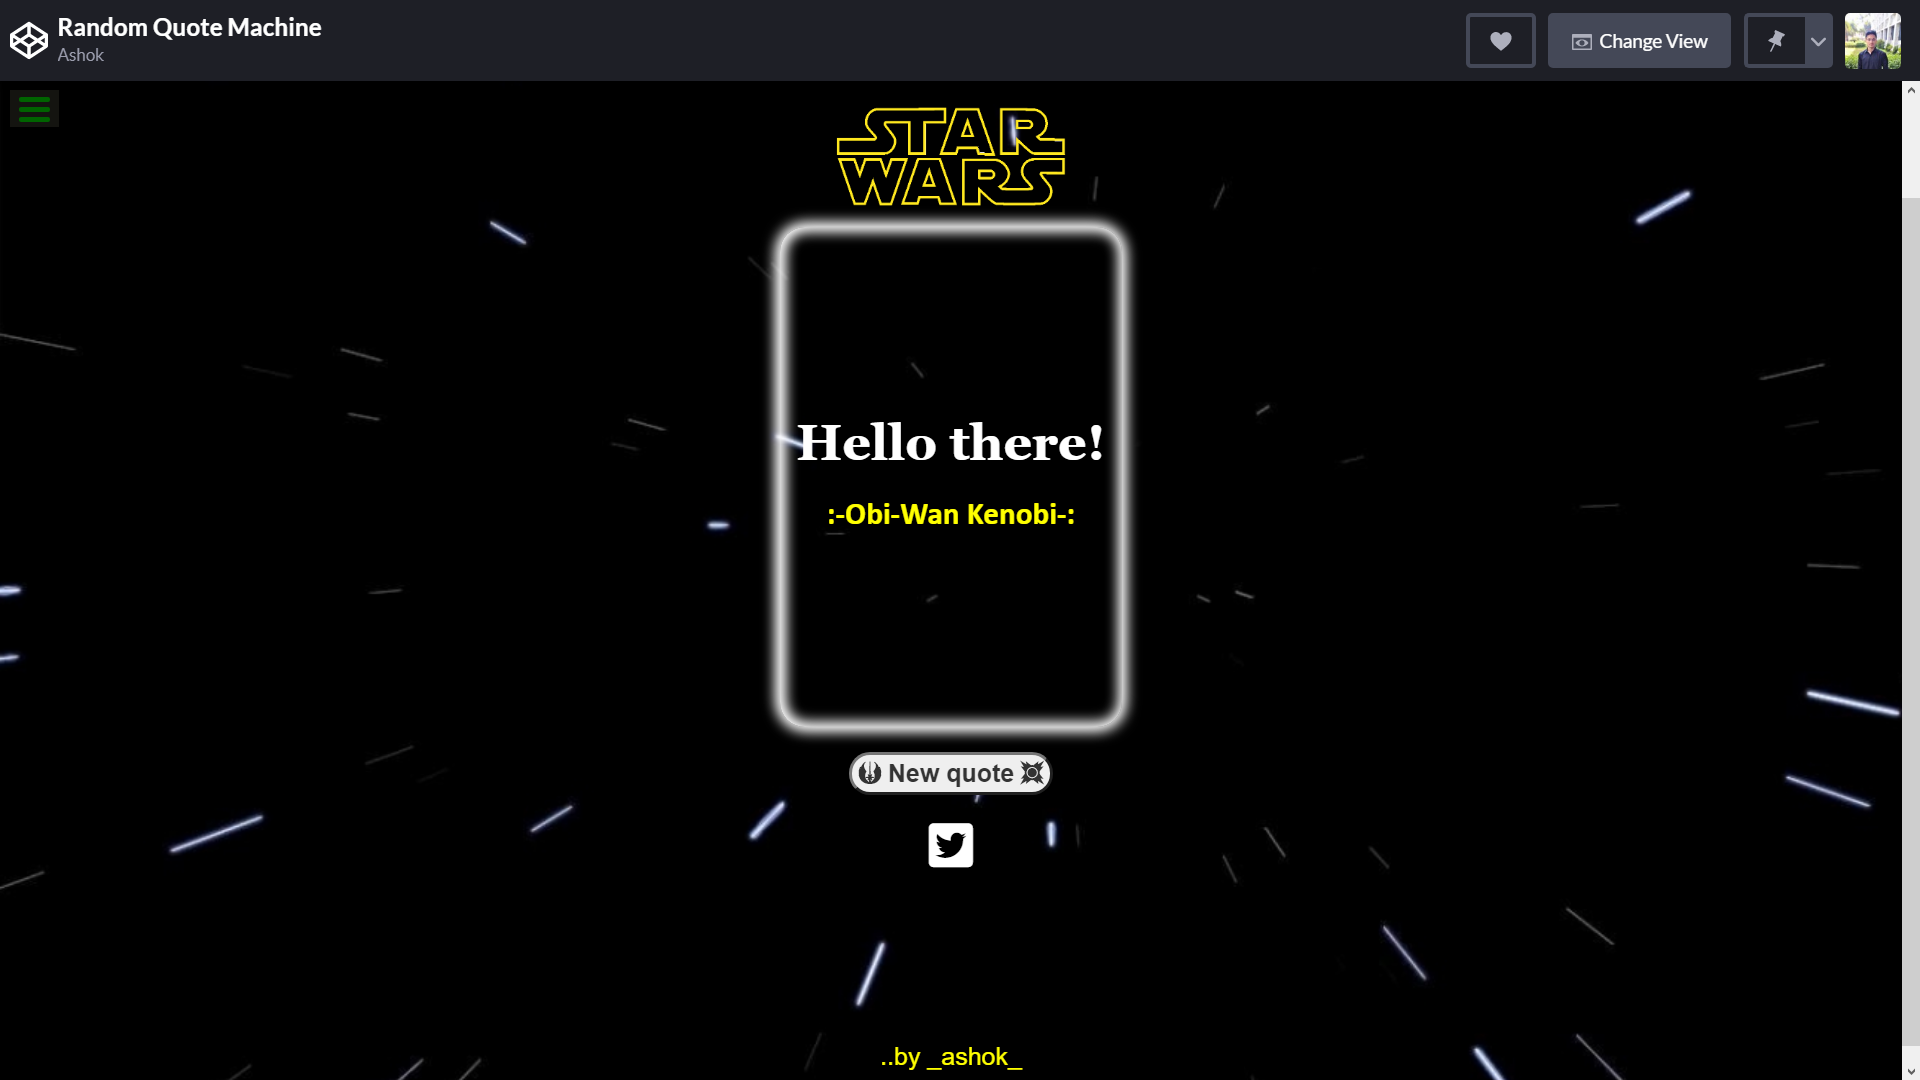 Random Quote Machine
Ashok
Change View
STAR
WARS
Hello there!
:-Obi-Wan Kenobi-:
New quote
..by _ashok_